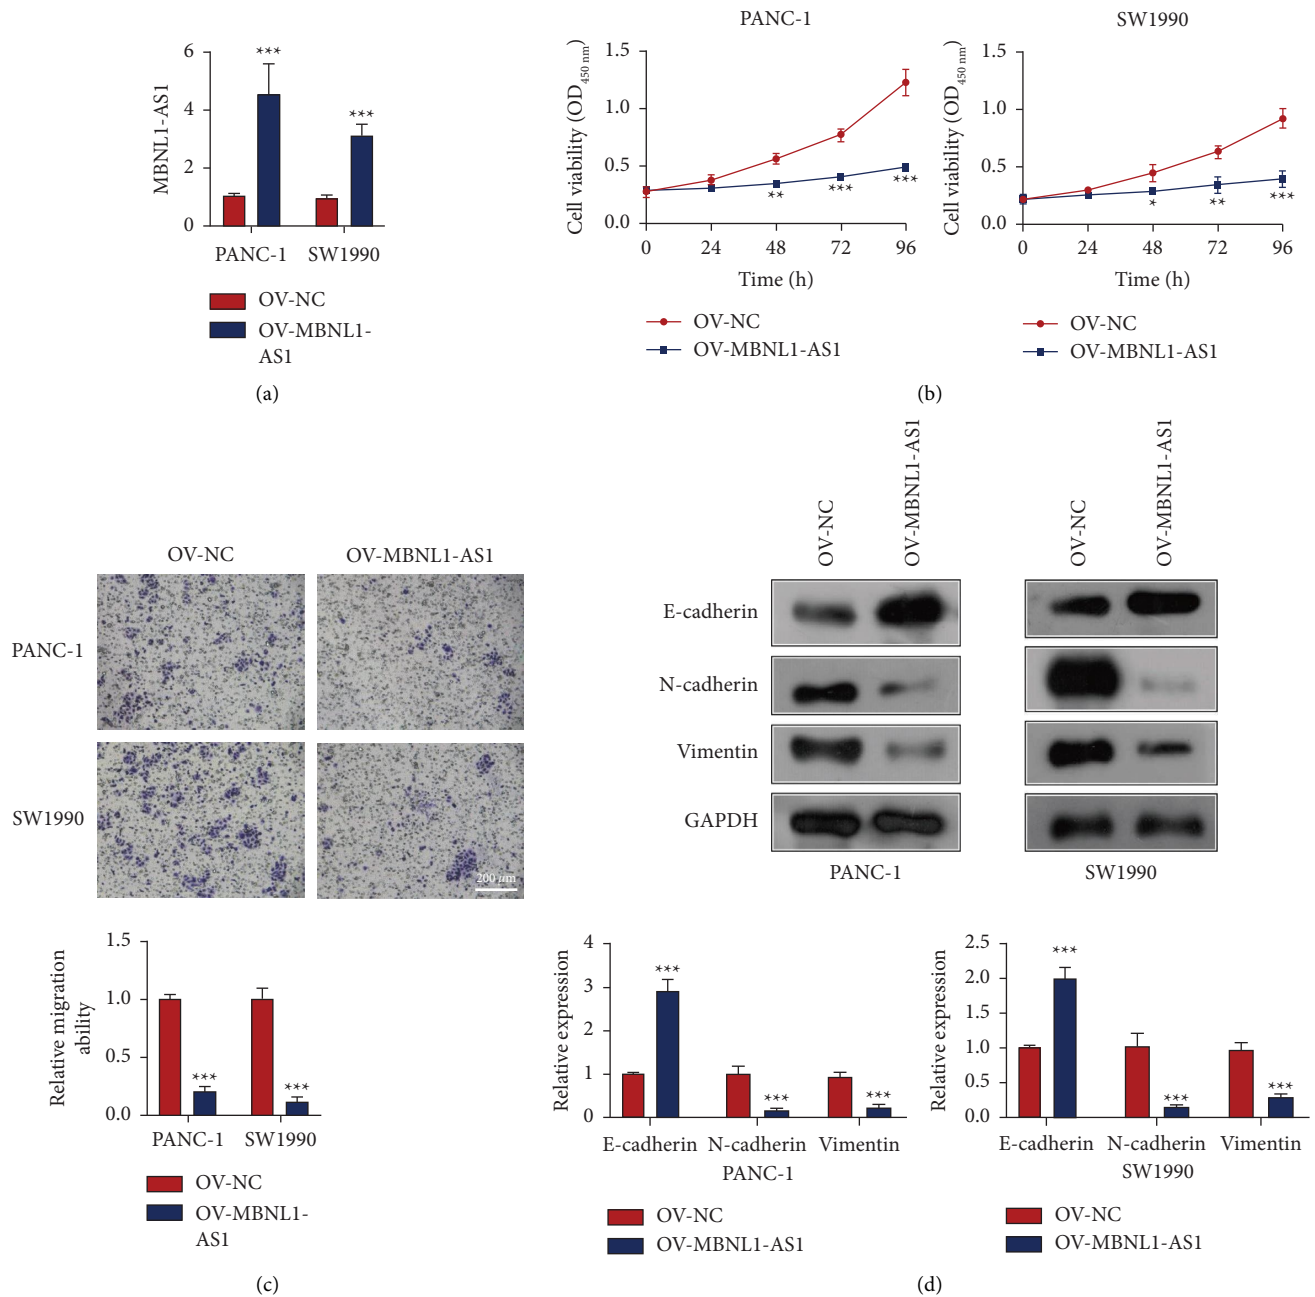 MBNL1-AS1
6
4
2
0
***
***
PANC-1 SW1990
OV-NC
OV-MBNL1-
AS1
(a)
PANC-1
Cell viability (OD450 nm)
1.5
1.0
0.5
0.0
**
***
***
0 24 48 72 96
Time (h)
OV-NC
OV-MBNL1-AS1
SW1990
Cell viability (OD450 nm)
1.5
1.0
0.5
0.0
*
**
***
0 24 48 72 96
Time (h)
OV-NC
OV-MBNL1-AS1
(b)
OV-NC OV-MBNL1-AS1
PANC-1
SW1990
200 μm
Relative migration
ability
1.5
1.0
0.5
0.0
***
***
PANC-1 SW1990
OV-NC
OV-MBNL1-
AS1
(c)
OV-NC
OV-MBNL1-AS1
OV-NC
OV-MBNL1-AS1
E-cadherin
N-cadherin
Vimentin
GAPDH
PANC-1 SW1990
Relative expression
4
3
2
1
0
***
***
***
E-cadherin N-cadherin Vimentin
PANC-1
OV-NC
OV-MBNL1-AS1
Relative expression
2.5
2.0
1.5
1.0
0.5
0.0
***
***
***
E-cadherin N-cadherin Vimentin
SW1990
OV-NC
OV-MBNL1-AS1
(d)